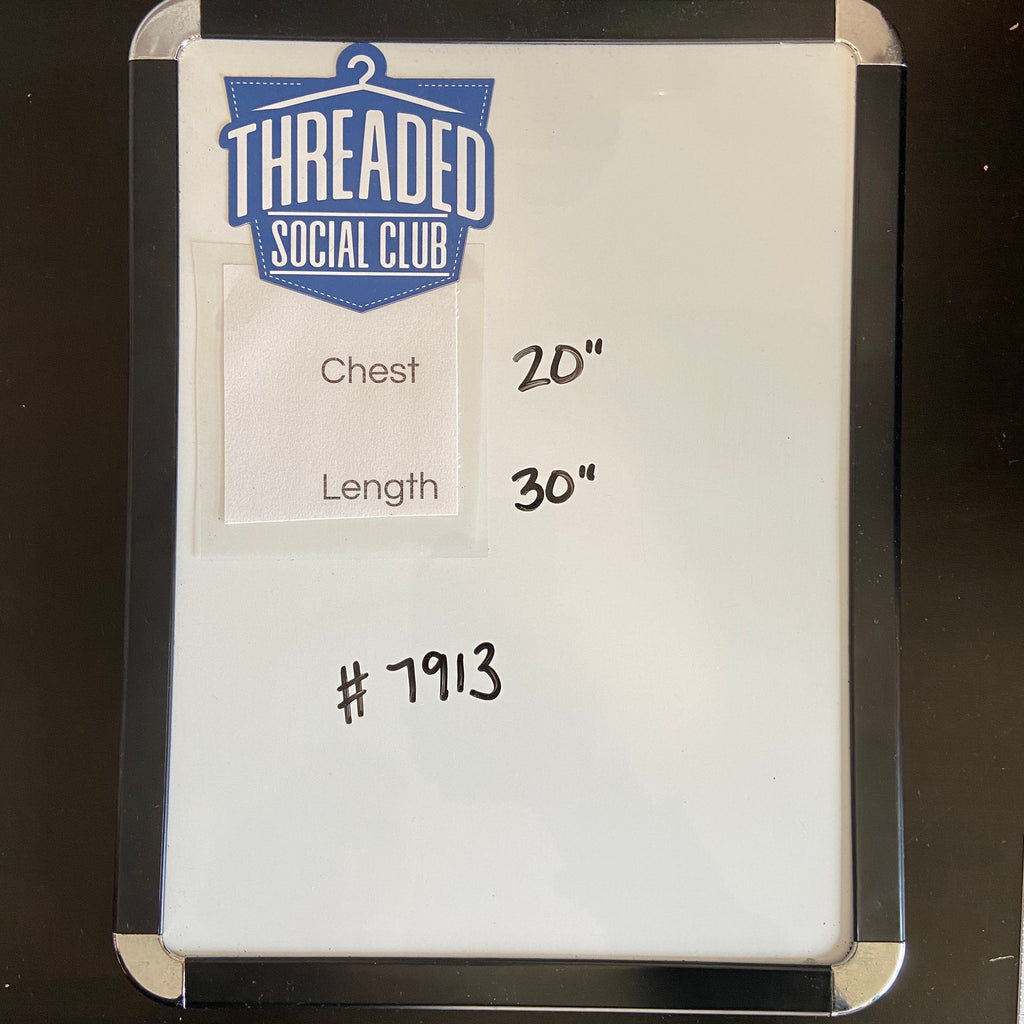 THREADED
SOCIAL CLUB
Chest 20"
Length 30"
# 7913